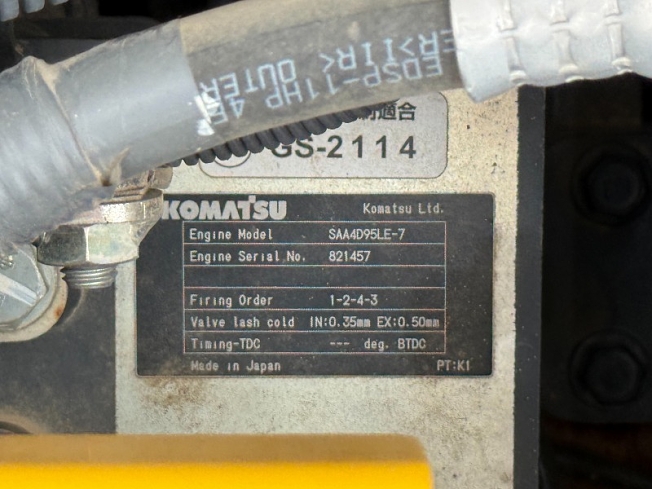 EDSP-11HP 4
ER>IIR< OUTER
適合
GS-2114
KOMATSU Komatsu Ltd.
Engine Model SAA4D95LE-7
Engine Serial No. 821457
Firing Order 1-2-4-3
Valve lash cold IN:0.35mm EX:0.50mm
Timing-TDC --- deg. BTDC
Made in Japan PT:K1